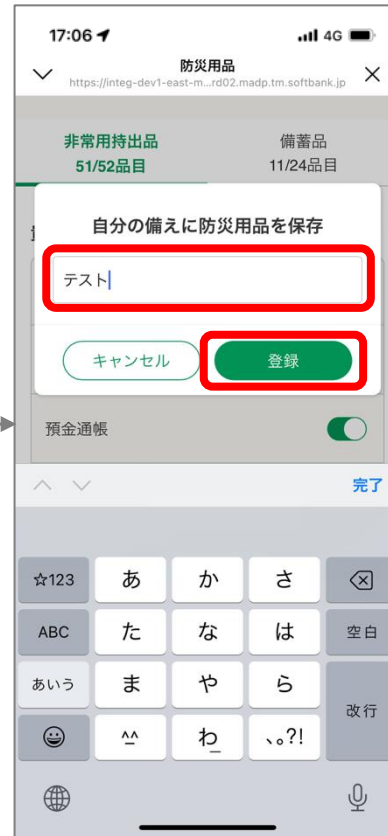 17:06 4G
防災用品
https://integ-dev1-east-m...rd02.madp.tm.softbank.jp
非常用持出品 備蓄品
51/52品目 11/24品目
自分の備えに防災用品を保存
テスト
キャンセル 登録
預金通帳
完了
☆123 あ か さ
ABC た な は 空白
あいう ま や ら
改行
^^ わ_ 、。?!